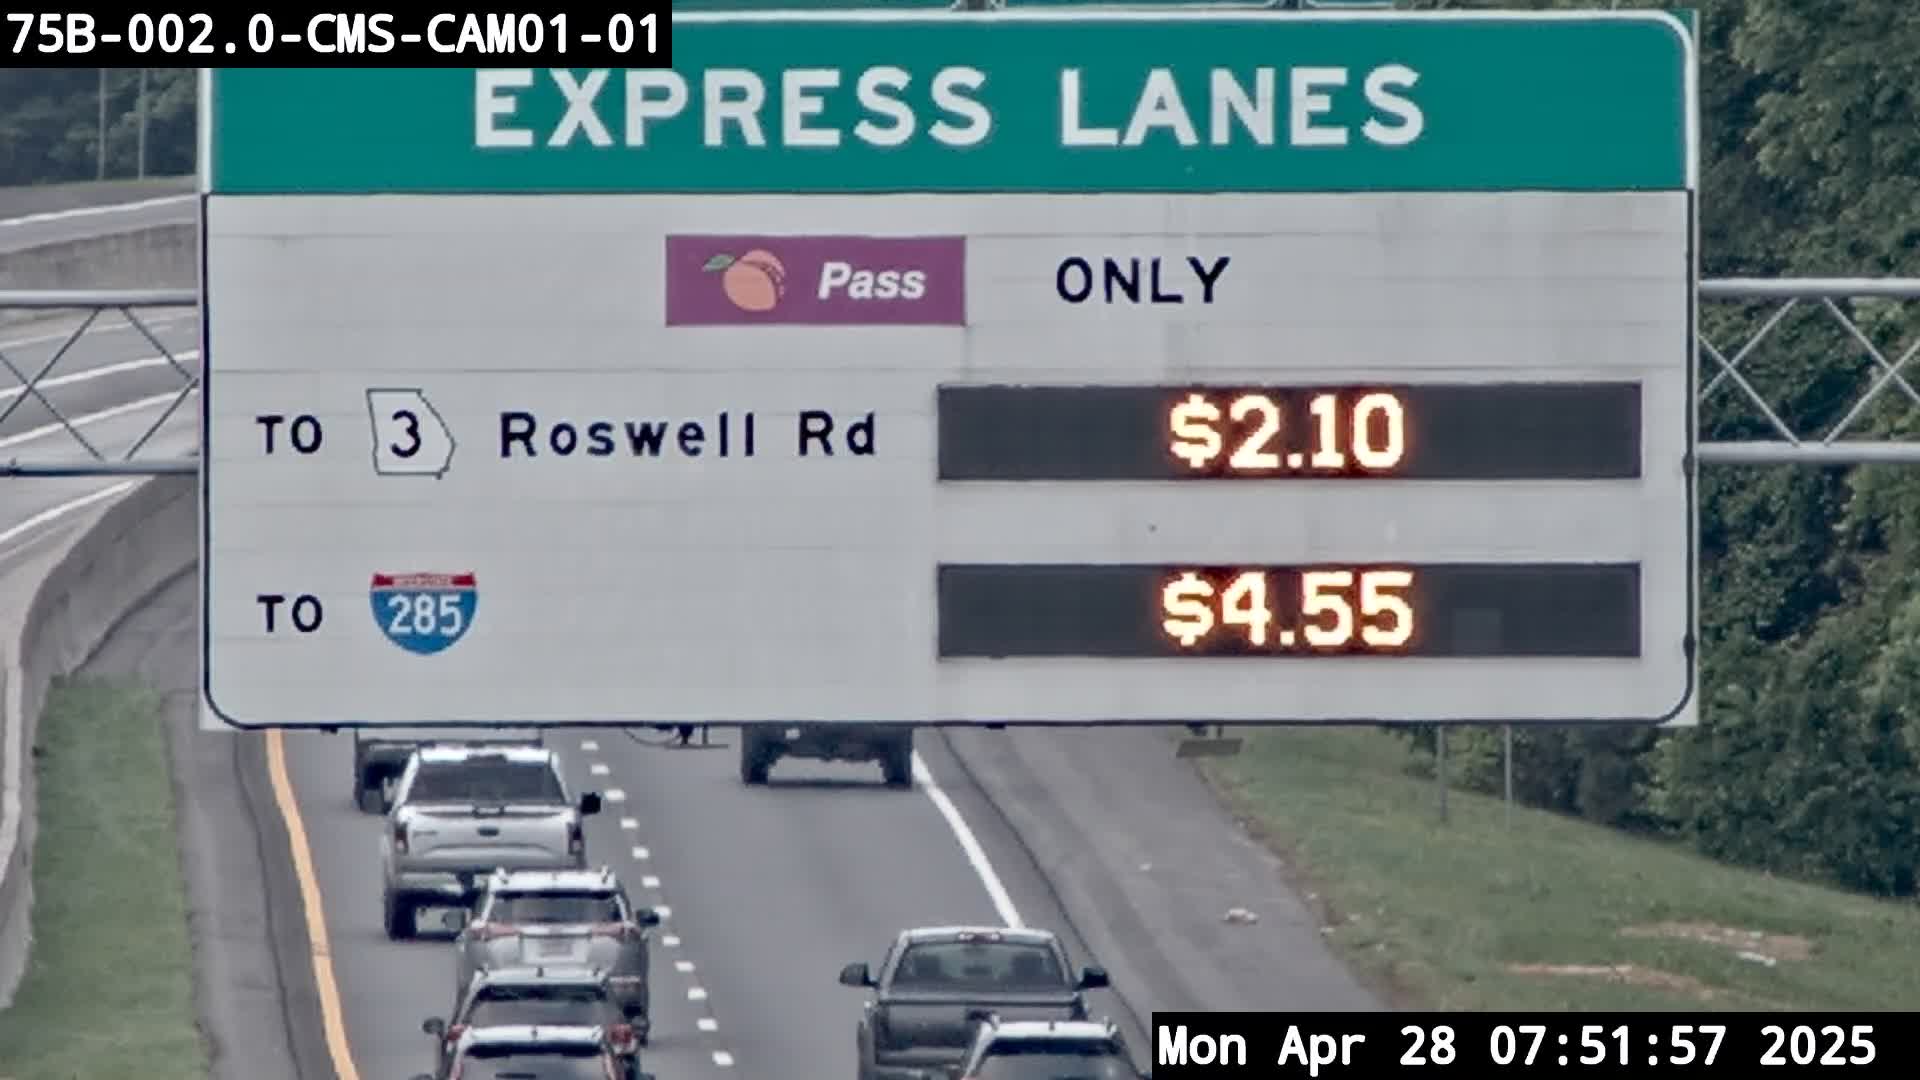 75B-002.0-CMS-CAM01-01
EXPRESS LANES
Pass ONLY
TO 3 Roswell Rd $2.10
TO 285 $4.55
Mon Apr 28 07:51:57 2025